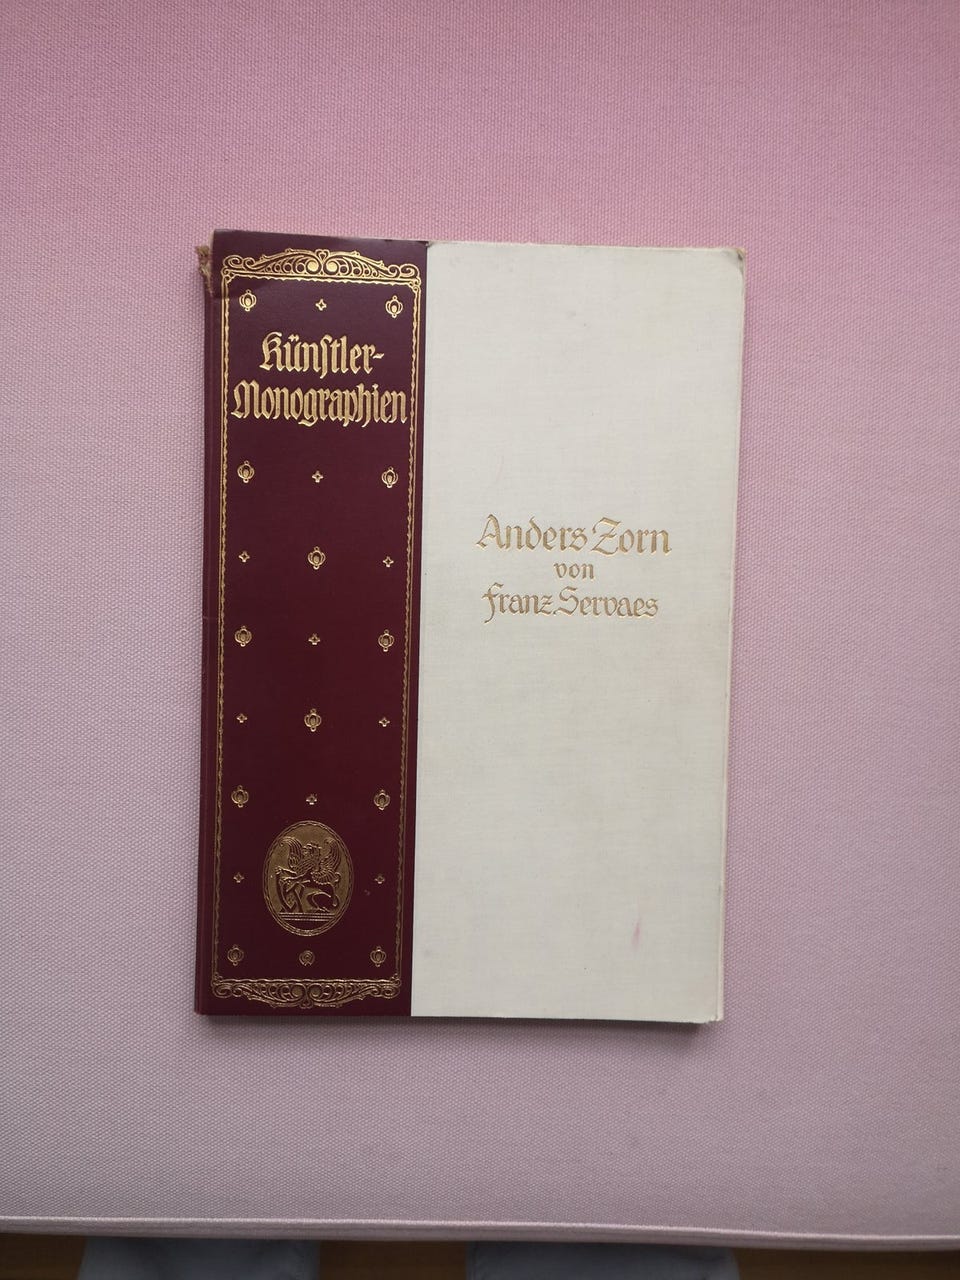 Künstler-
Monographien
Anders Zorn
von
Franz Servaes